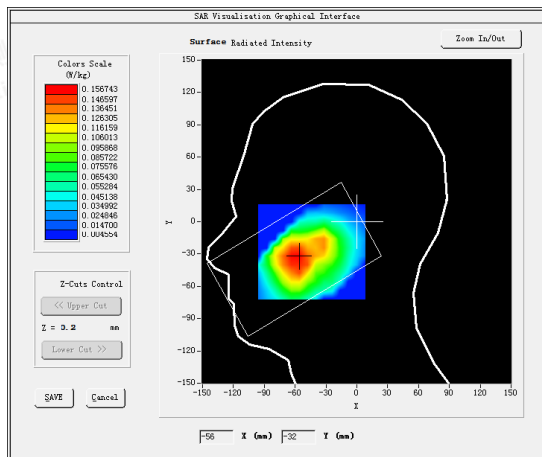 SAR Visualisation Graphical Interface
Surface Radiated Intensity
Zoom In/Out
Colors Scale
(W/kg)
0.156743
0.146597
0.136451
0.126305
0.116159
0.106013
0.095868
0.085722
0.075576
0.065430
0.055284
0.045138
0.034992
0.024846
0.014700
0.004554
Z-Cuts Control
<< Upper Cut
Z = 0.2 mm
Lower Cut >>
SAVE
Cancel
150
120
90
60
30
0
-30
-60
-90
-120
-150
Y
-150 -120 -90 -60 -30 0 30 60 90 120 150
X
-56 X (mm) -32 Y (mm)